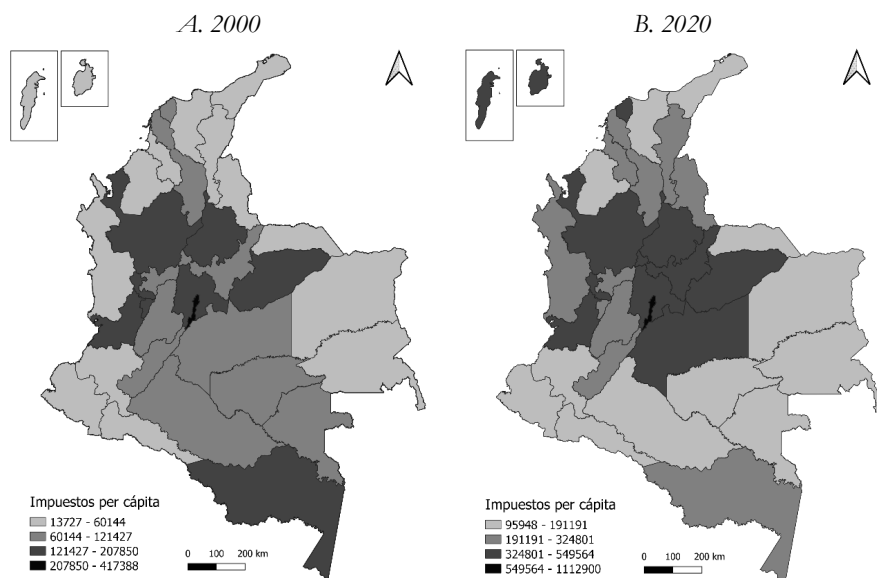 A. 2000
Impuestos per cápita
13727 - 60144
60144 - 121427
121427 - 207850
207850 - 417388
0 100 200 km
B. 2020
Impuestos per cápita
95948 - 191191
191191 - 324801
324801 - 549564
549564 - 1112900
0 100 200 km